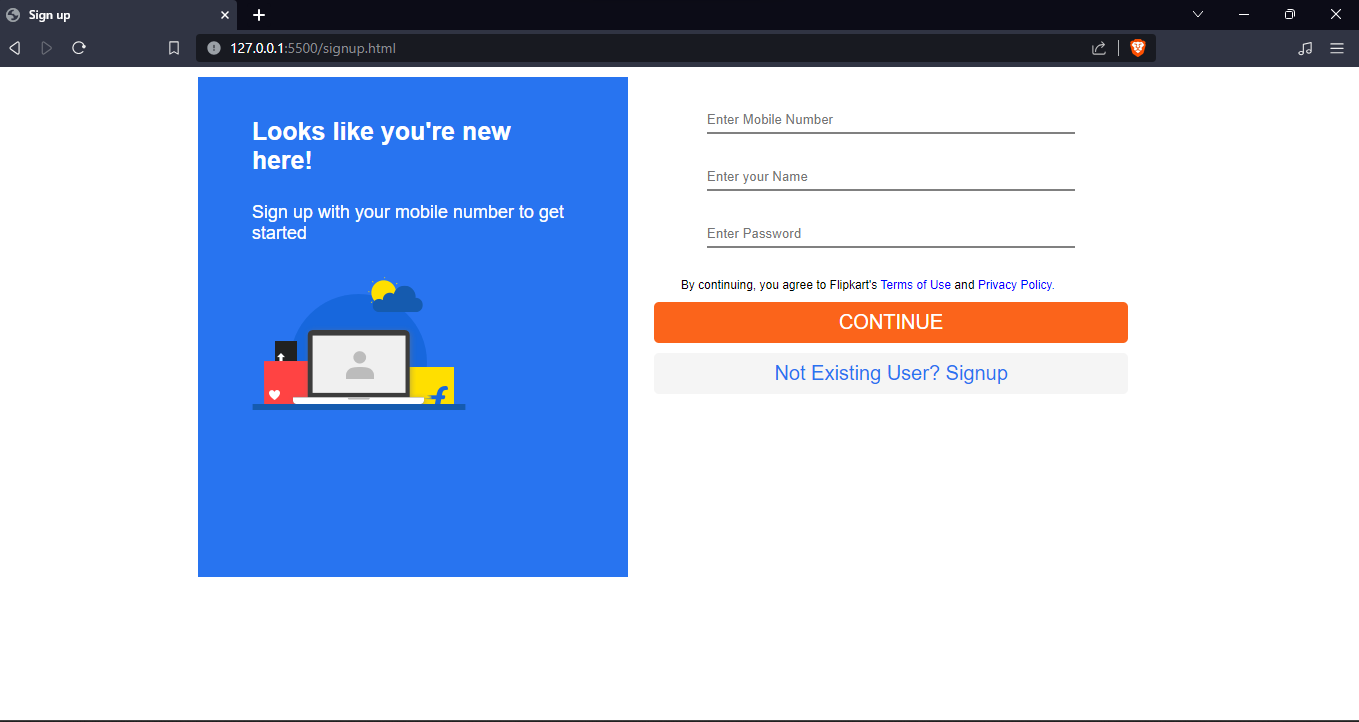 Sign up
127.0.0.1:5500/signup.html
Looks like you're new
here!
Sign up with your mobile number to get
started
Enter Mobile Number
Enter your Name
Enter Password
By continuing, you agree to Flipkart's Terms of Use and Privacy Policy.
CONTINUE
Not Existing User? Signup
f